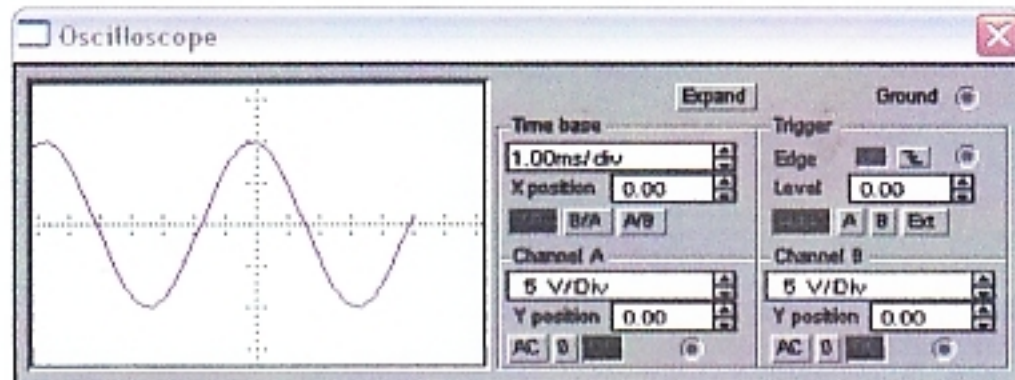 Oscilloscope
Expand Ground
Time base Trigger
1.00ms/div Edge
X position 0.00 Level 0.00
B/A A/B A B Ext
Channel A Channel B
5 V/Div 5 V/Div
Y position 0.00 Y position 0.00
AC 0 AC 0